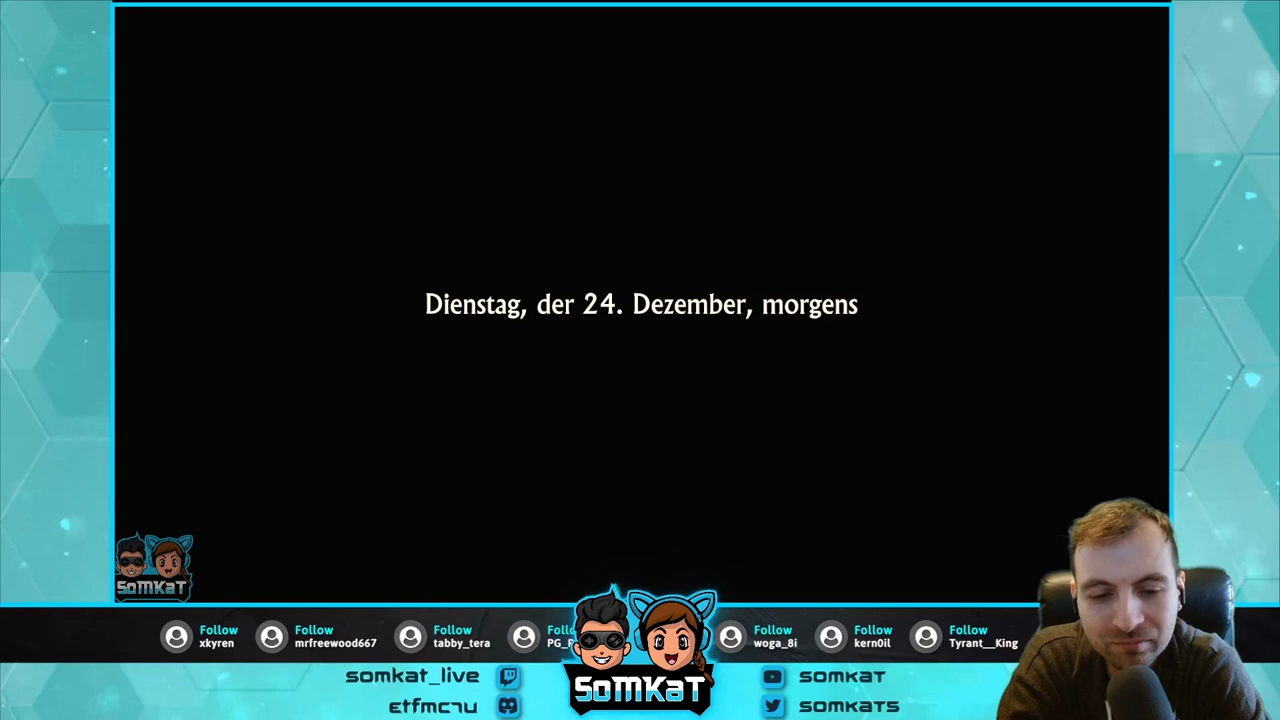 Dienstag, der 24. Dezember, morgens
SOMKAT
Follow
xkyren
Follow
mrfreewood667
Follow
tabby_tera
PG_
Follow
woga_8i
Follow
kern0il
Follow
Tyrant__King
SOMKAT
somkat_live
SOMKAT
ETFMC7U
SOMKATS